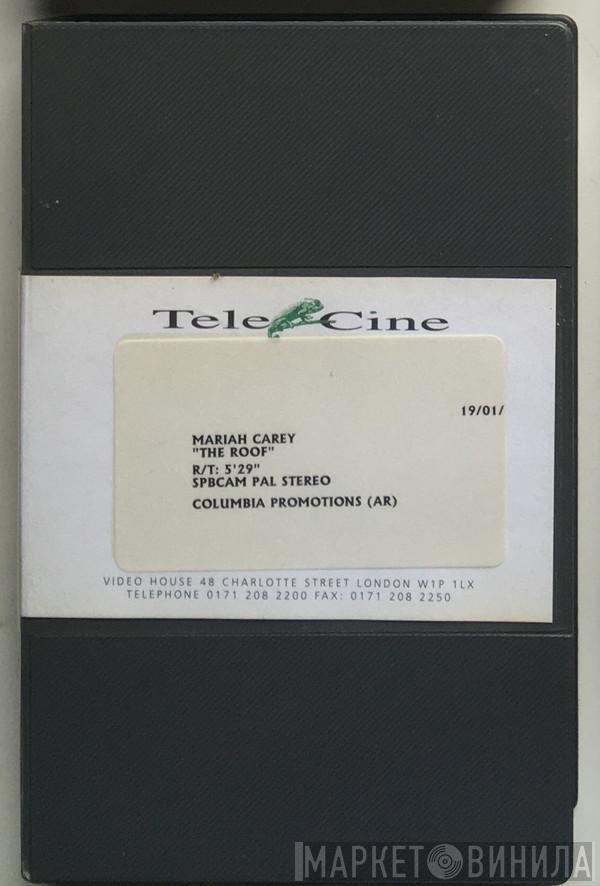 Tele Cine
19/01/
MARIAH CAREY
"THE ROOF"
R/T: 5'29"
SPBCAM PAL STEREO
COLUMBIA PROMOTIONS (AR)
VIDEO HOUSE 48 CHARLOTTE STREET LONDON W1P 1LX
TELEPHONE 0171 208 2200 FAX: 0171 208 2250
МАРКЕТ ВИНИЛА